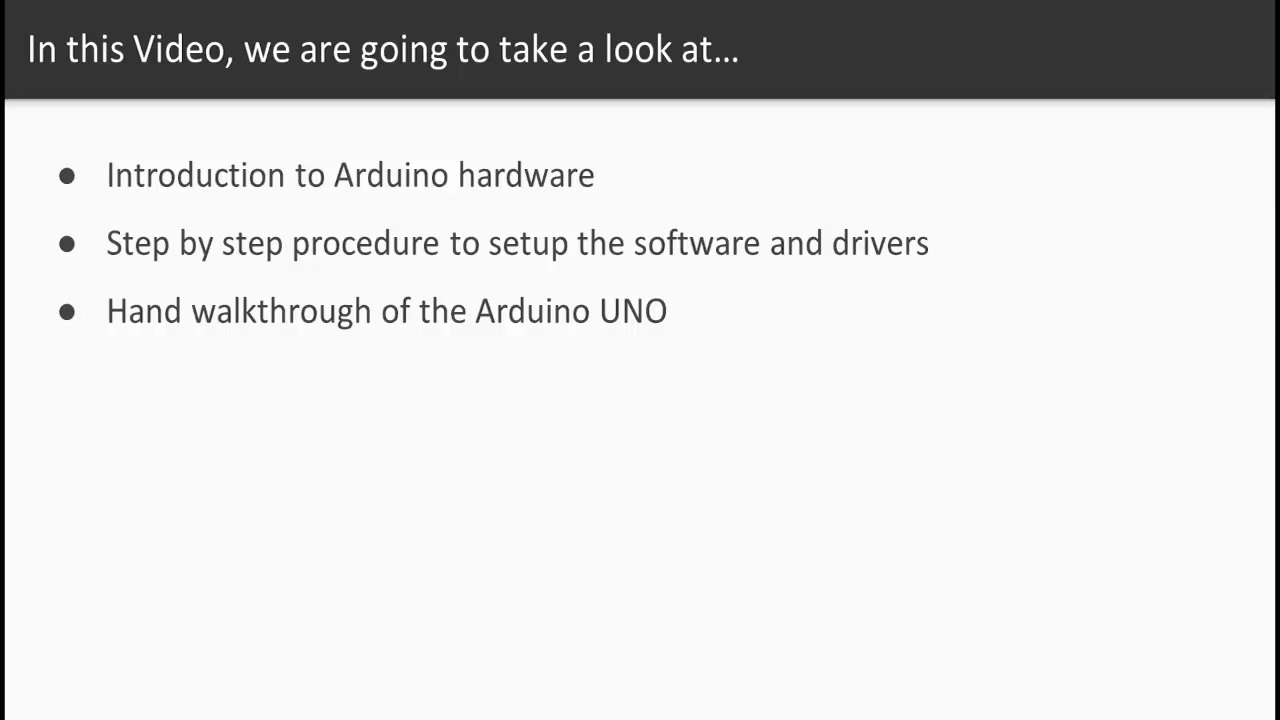 In this Video, we are going to take a look at...
● Introduction to Arduino hardware
● Step by step procedure to setup the software and drivers
● Hand walkthrough of the Arduino UNO